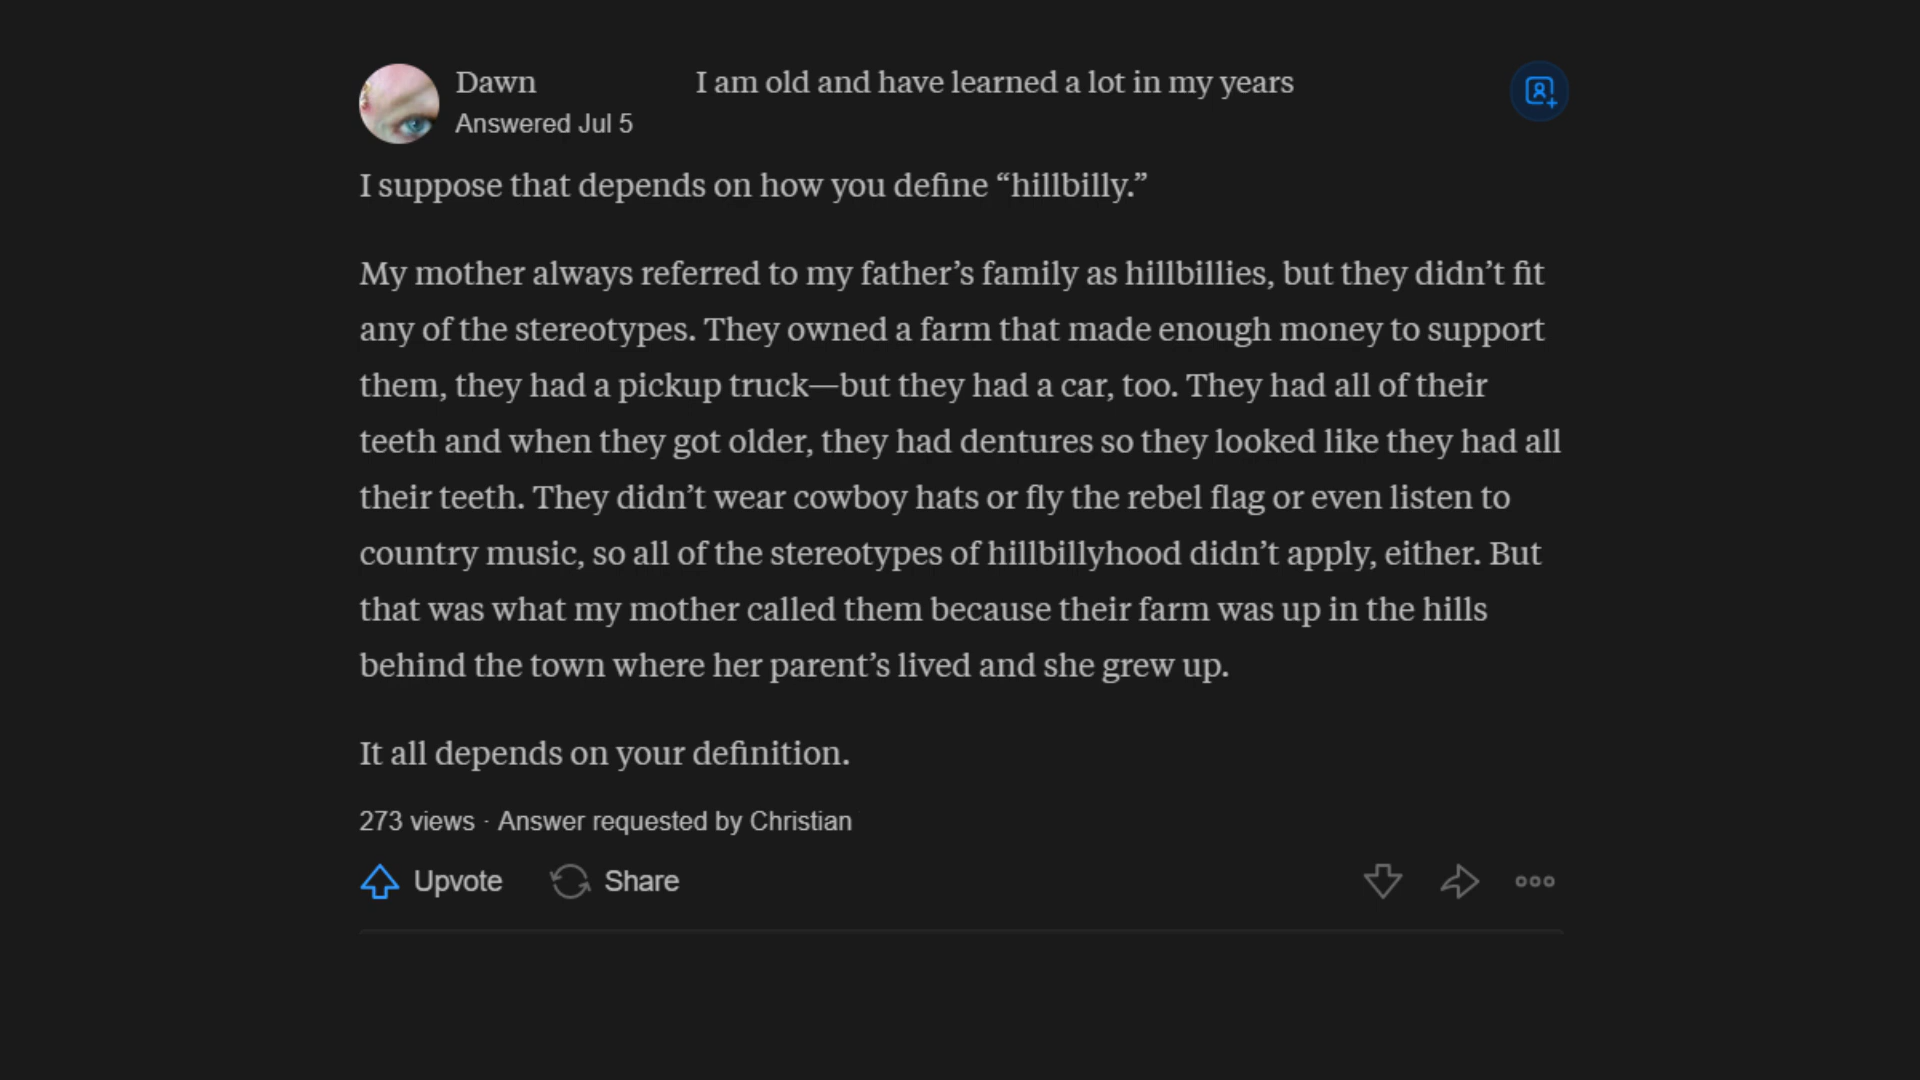 Dawn I am old and have learned a lot in my years
Answered Jul 5
I suppose that depends on how you define “hillbilly.”
My mother always referred to my father’s family as hillbillies, but they didn’t fit
any of the stereotypes. They owned a farm that made enough money to support
them, they had a pickup truck—but they had a car, too. They had all of their
teeth and when they got older, they had dentures so they looked like they had all
their teeth. They didn’t wear cowboy hats or fly the rebel flag or even listen to
country music, so all of the stereotypes of hillbillyhood didn’t apply, either. But
that was what my mother called them because their farm was up in the hills
behind the town where her parent’s lived and she grew up.
It all depends on your definition.
273 views · Answer requested by Christian
Upvote Share